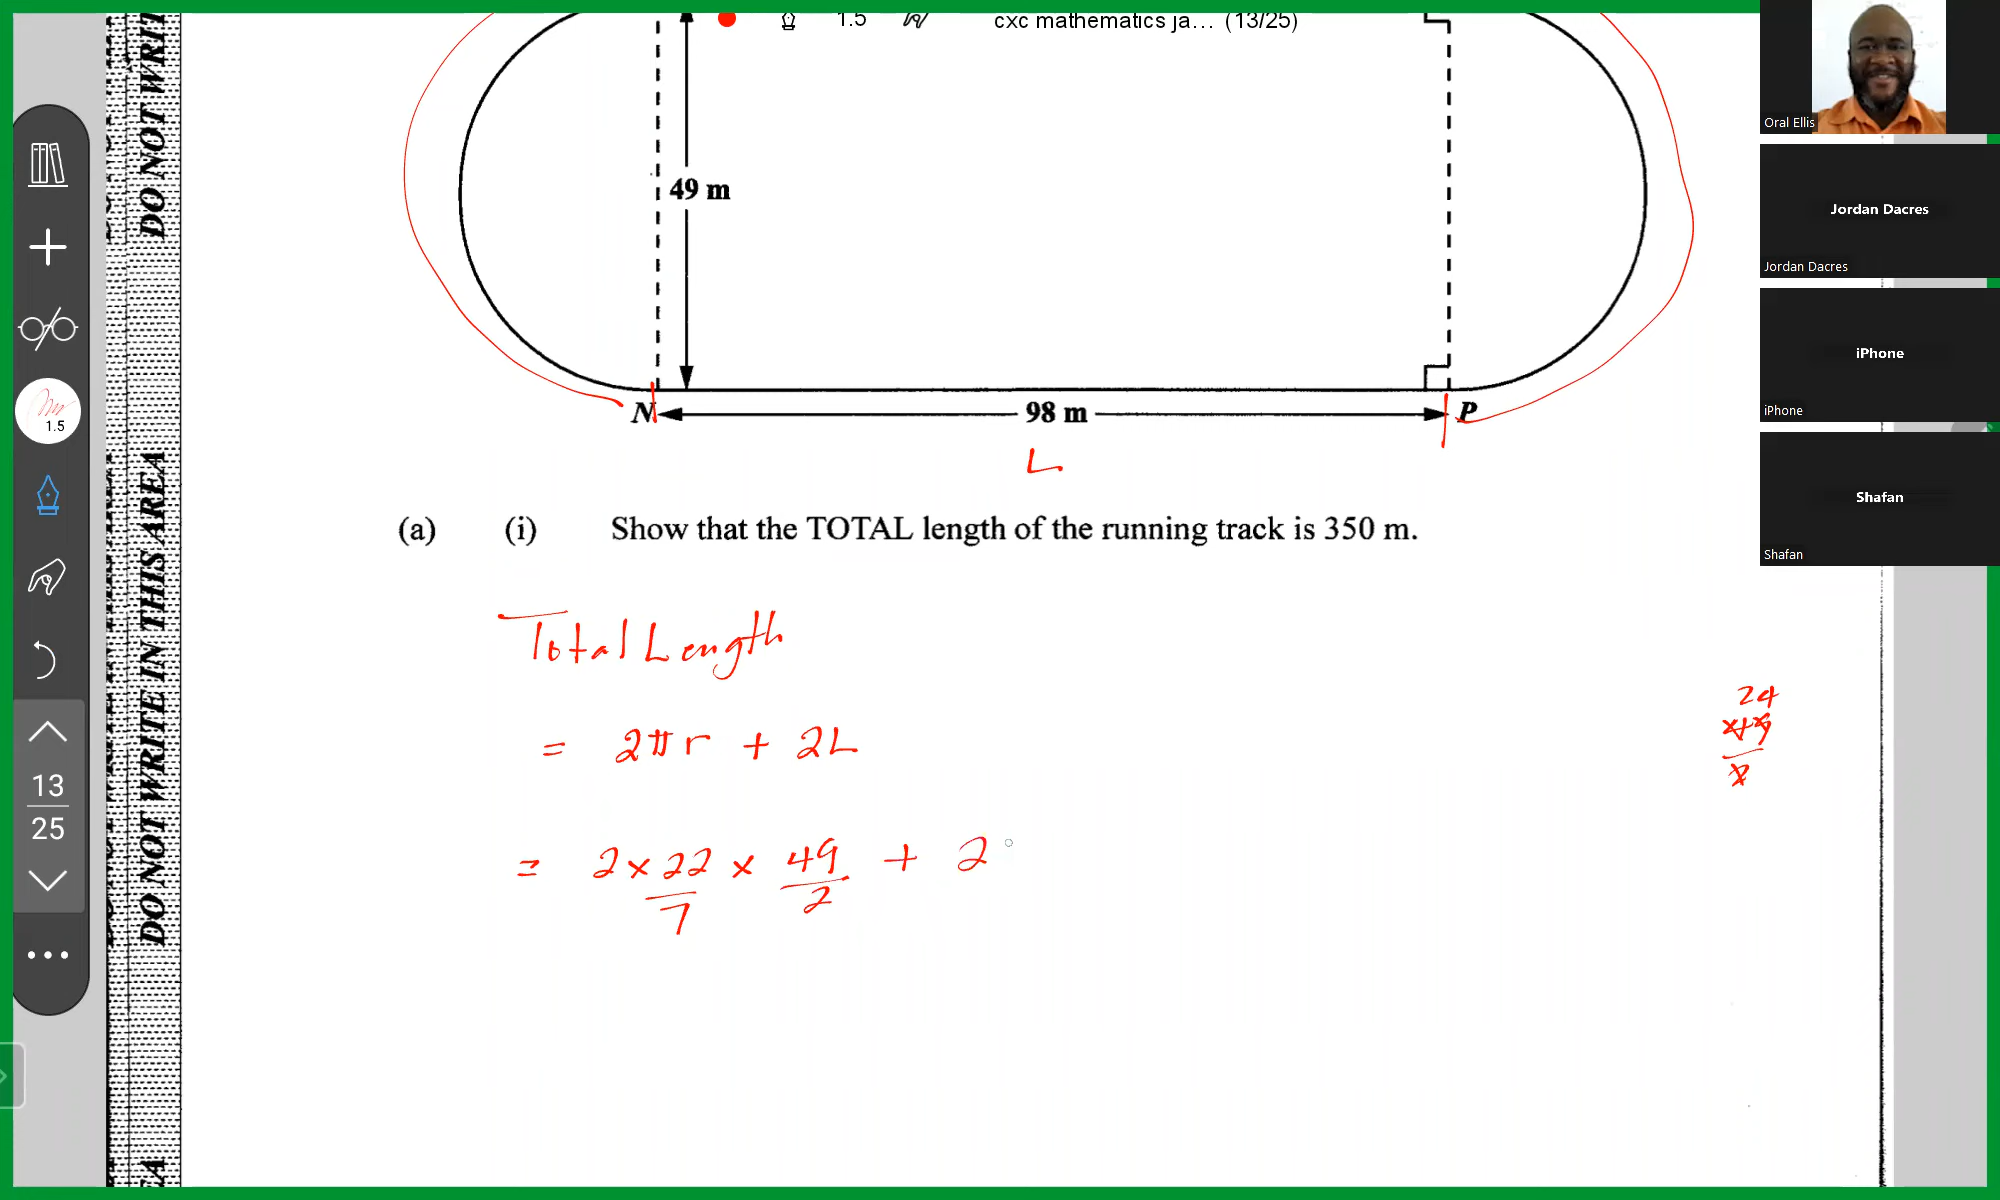 1.5 cxc mathematics ja... (13/25)
DO NOT WRIT
49 m
N 98 m P
L
(a) (i) Show that the TOTAL length of the running track is 350 m.
Total Length
= 2πr + 2L
= 2 × 22/7 × 49/2 + 2
24
×49
DO NOT WRITE IN THIS AREA
EA
1.5
13
25
Oral Ellis
Jordan Dacres
Jordan Dacres
iPhone
iPhone
Shafan
Shafan